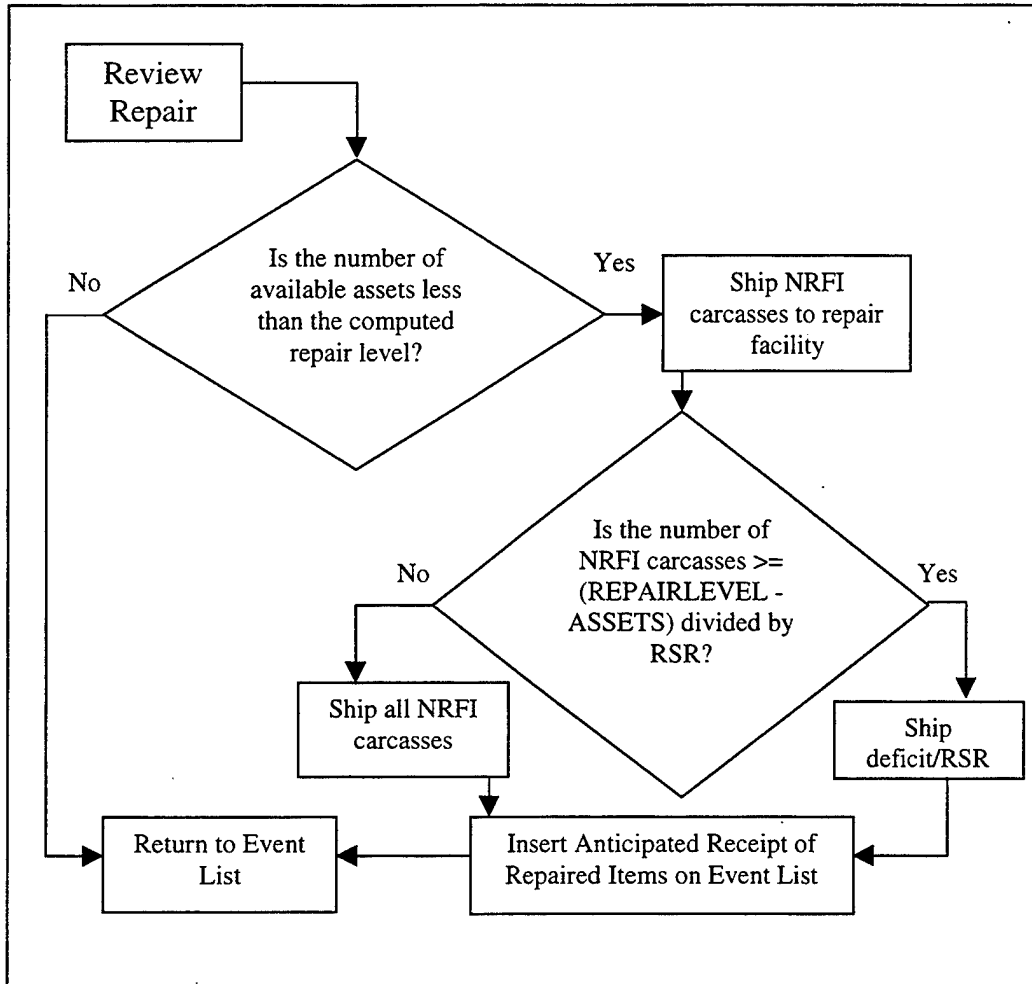 Review
Repair
Is the number of
available assets less
than the computed
repair level?
No
Yes
Ship NRFI
carcasses to repair
facility
Is the number of
NRFI carcasses >=
(REPAIRLEVEL -
ASSETS) divided by
RSR?
No
Yes
Ship all NRFI
carcasses
Ship
deficit/RSR
Insert Anticipated Receipt of
Repaired Items on Event List
Return to Event
List